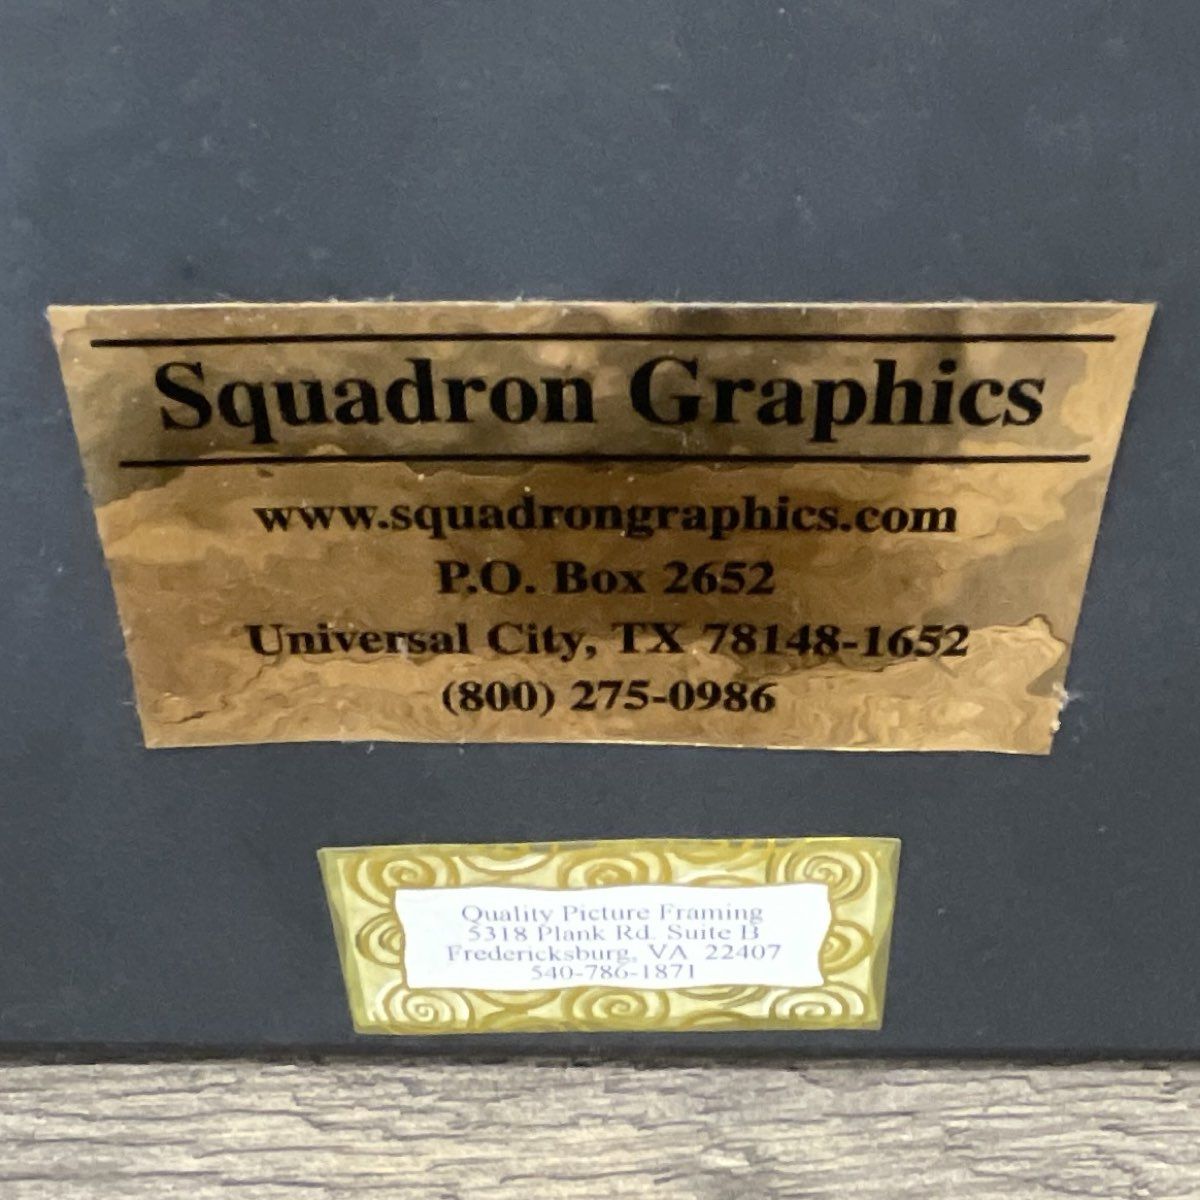 Squadron Graphics
www.squadrongraphics.com
P.O. Box 2652
Universal City, TX 78148-1652
(800) 275-0986
Quality Picture Framing
5318 Plank Rd. Suite B
Fredericksburg, VA 22407
540-786-1871